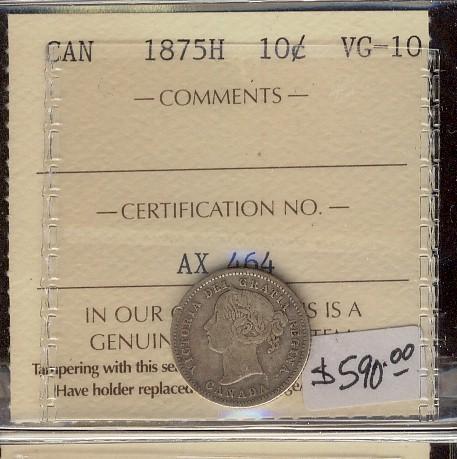 CAN 1875H 10¢ VG-10
— COMMENTS —
— CERTIFICATION NO. —
AX 464
IN OUR S IS A
GENUIN
Tampering with this
Have holder replaced
VICTORIA DEI GRATIA REGINA
CANADA
$590.00